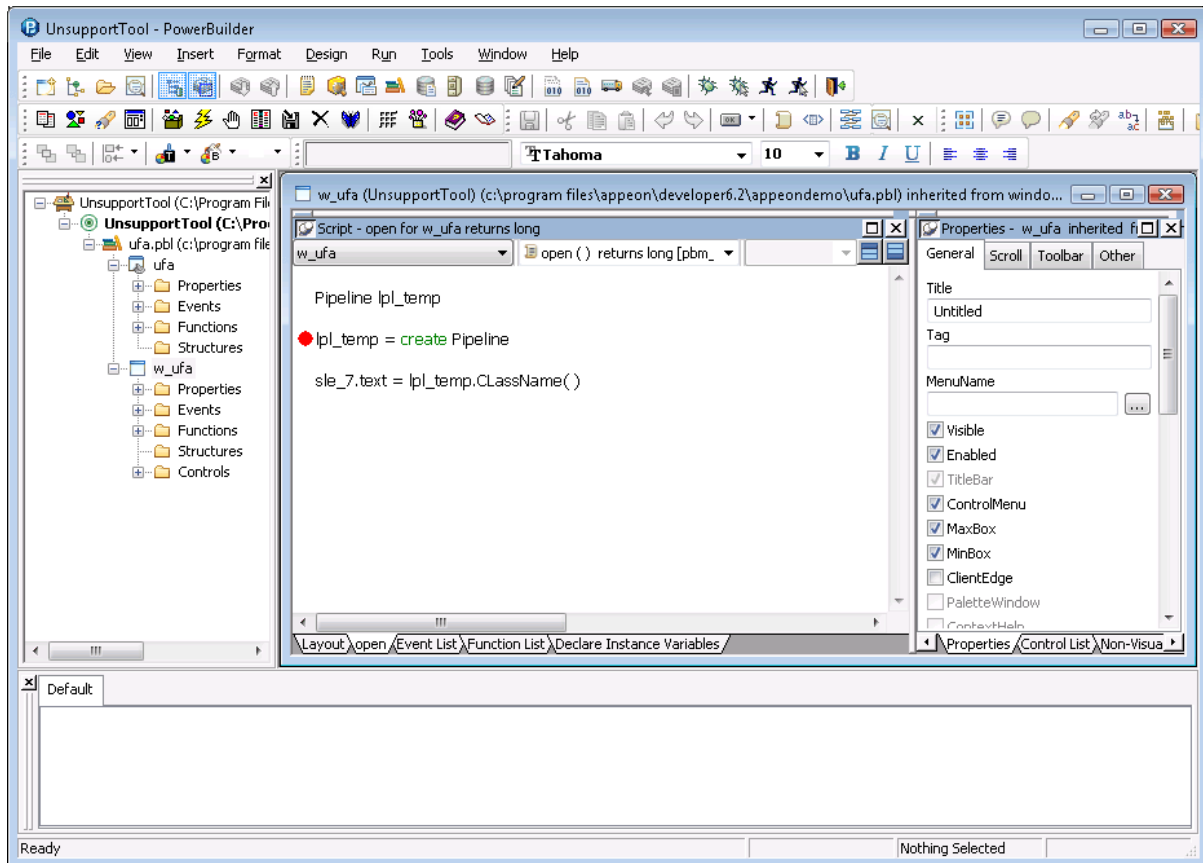 UnsupportTool - PowerBuilder
File Edit View Insert Format Design Run Tools Window Help
Tahoma 10 B I U
UnsupportTool (C:\Program Fil
UnsupportTool (C:\Pro
ufa.pbl (c:\program file
ufa
Properties
Events
Functions
Structures
w_ufa
Properties
Events
Functions
Structures
Controls
w_ufa (UnsupportTool) (c:\program files\appeon\developer6.2\appeondemo\ufa.pbl) inherited from windo...
Script - open for w_ufa returns long
w_ufa open ( ) returns long [pbm_
Pipeline lpl_temp
lpl_temp = create Pipeline
sle_7.text = lpl_temp.CLassName( )
Layout open Event List Function List Declare Instance Variables
Properties - w_ufa inherited f
General Scroll Toolbar Other
Title
Untitled
Tag
MenuName
...
Visible
Enabled
TitleBar
ControlMenu
MaxBox
MinBox
ClientEdge
PaletteWindow
ContextHelp
Properties Control List Non-Visua
Default
Ready Nothing Selected